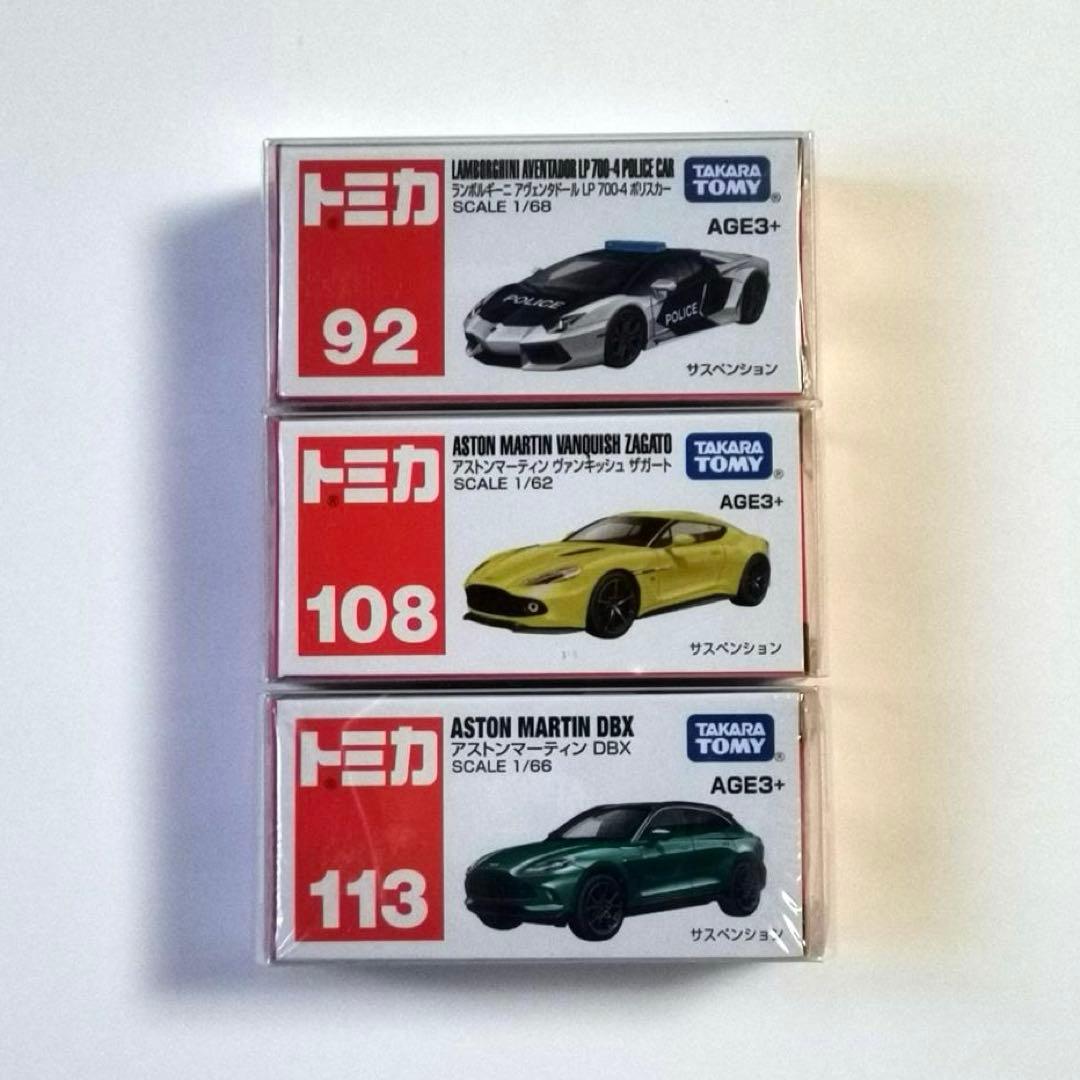 トミカ
®
92
LAMBORGHINI AVENTADOR LP 700-4 POLICE CAR
ランボルギーニ アヴェンタドール LP 700-4 ポリスカー
SCALE 1/68
TAKARA
TOMY
®
AGE3+
POLICE
POLICE
サスペンション
トミカ
®
108
ASTON MARTIN VANQUISH ZAGATO
アストンマーティン ヴァンキッシュ ザガート
SCALE 1/62
TAKARA
TOMY
®
AGE3+
サスペンション
トミカ
®
113
ASTON MARTIN DBX
アストンマーティン DBX
SCALE 1/66
TAKARA
TOMY
®
AGE3+
サスペンション